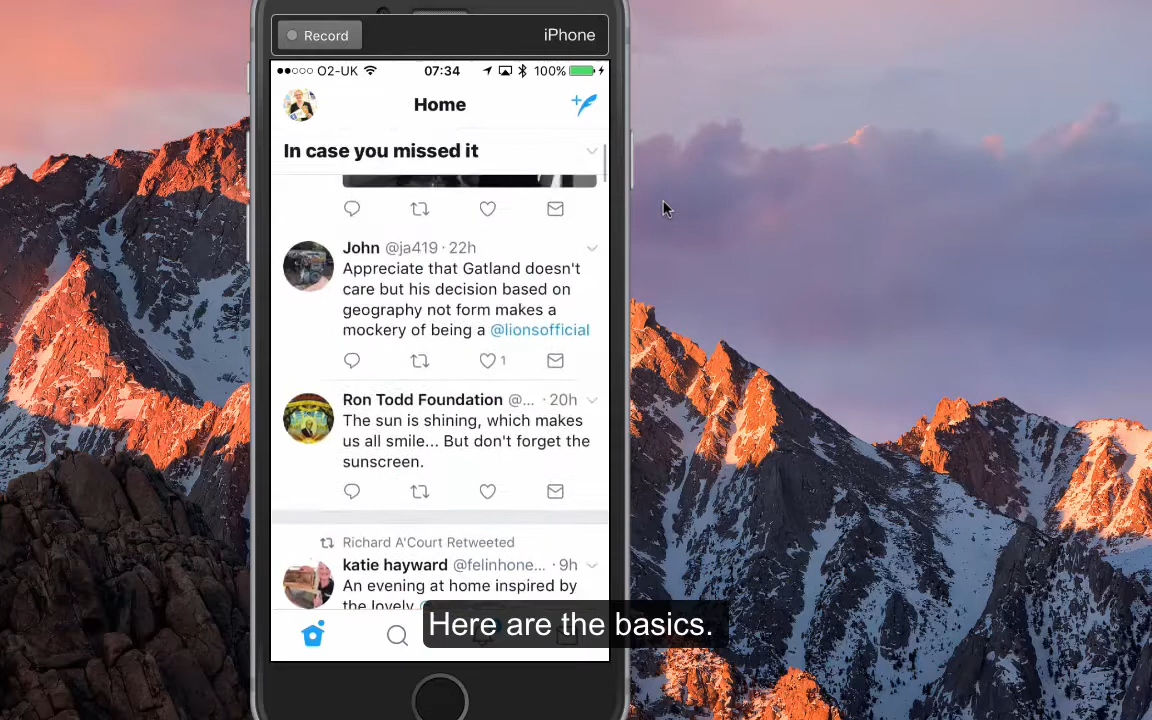 Record
iPhone
O2-UK 07:34 100%
Home
In case you missed it
John @ja419 · 22h
Appreciate that Gatland doesn't
care but his decision based on
geography not form makes a
mockery of being a @lionsofficial
1
Ron Todd Foundation @... · 20h
The sun is shining, which makes
us all smile... But don't forget the
sunscreen.
Richard A'Court Retweeted
katie hayward @felinhone... · 9h
An evening at home inspired by
the lovely
Here are the basics.